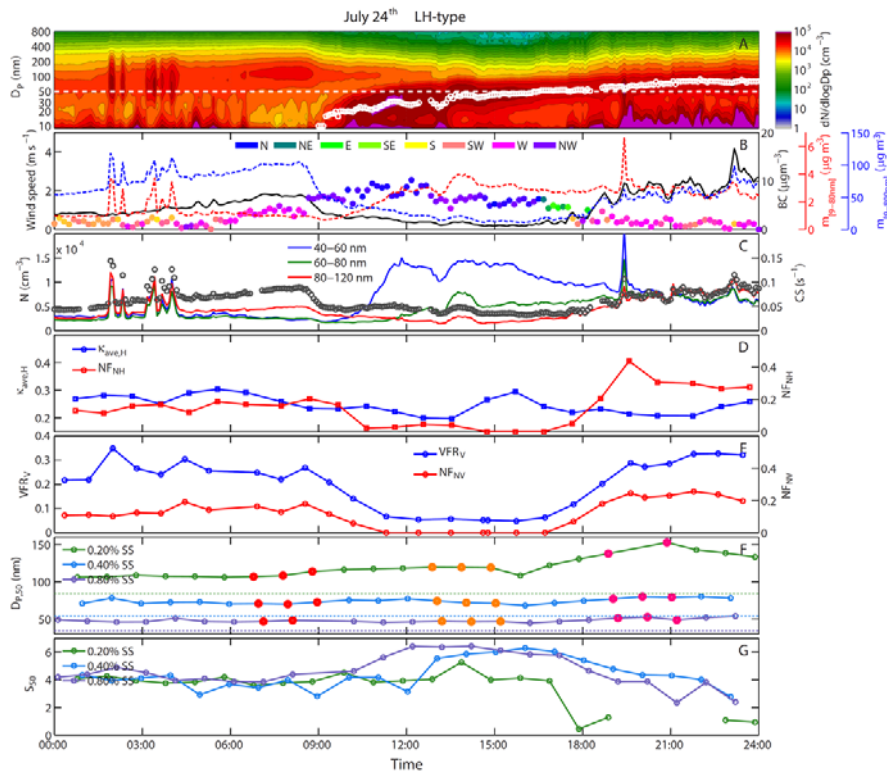 July 24th LH-type
800
400
200
100
50
30
20
10
DP (nm)
A
10^5
10^4
10^3
10^2
1
dN/dlogDp (cm-3)
N NE E SE S SW W NW
B
4
2
0
Wind speed (m s-1)
20
10
0
BC (μgm-3)
6
4
2
0
m[9–80nm] (μg m3)
150
100
50
0
(μg m3)
x 10^4
40–60 nm
60–80 nm
80–120 nm
C
1.5
1
0.5
0
N (cm-3)
0.15
0.1
0.05
0
CS (s-1)
κave,H
NFNH
D
0.4
0.3
0.2
κave,H
0.4
0.2
0
NFNH
VFRV
NFNV
0.4
0.3
0.2
0.1
0
VFRV
0.4
0.2
0
NFNV
0.20% SS
0.40% SS
0.80% SS
F
150
100
50
DP,50 (nm)
0.20% SS
0.40% SS
0.80% SS
G
6
4
2
0
S50
00:00 03:00 06:00 09:00 12:00 15:00 18:00 21:00 24:00
Time